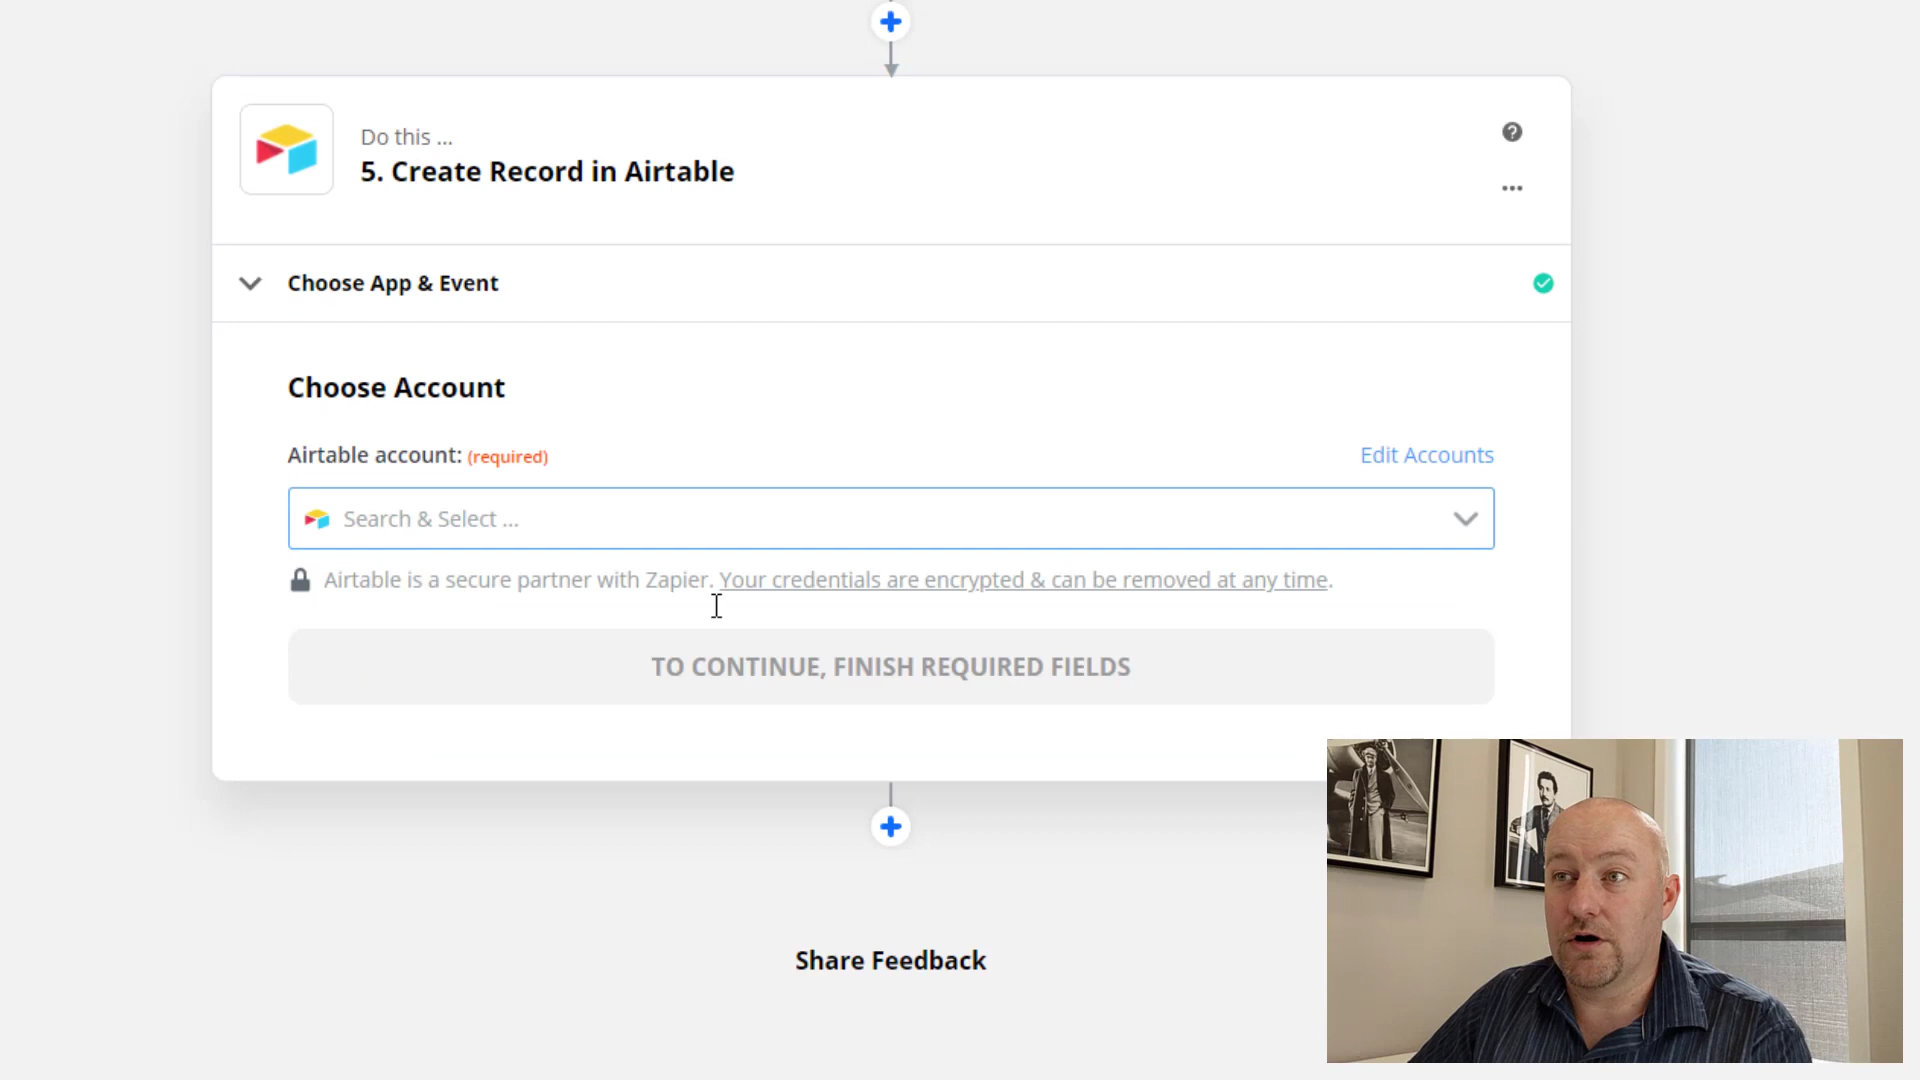 Do this ...
5. Create Record in Airtable
Choose App & Event
Choose Account
Airtable account: (required)
Edit Accounts
Search & Select ...
Airtable is a secure partner with Zapier. Your credentials are encrypted & can be removed at any time.
TO CONTINUE, FINISH REQUIRED FIELDS
Share Feedback